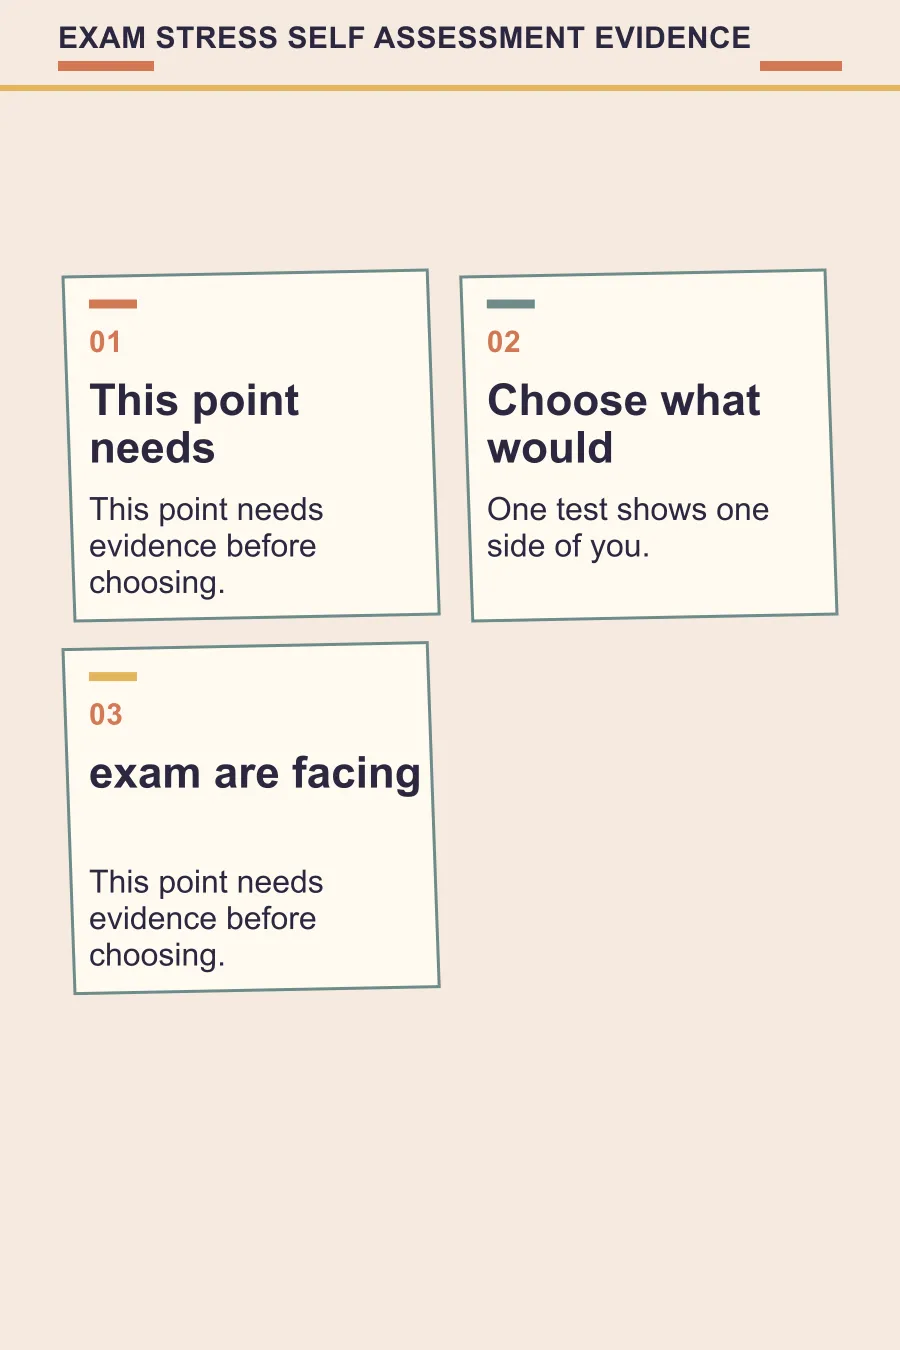 EXAM STRESS SELF ASSESSMENT EVIDENCE
01
This point
needs
This point needs
evidence before
choosing.
02
Choose what
would
One test shows one
side of you.
03
exam are facing
This point needs
evidence before
choosing.